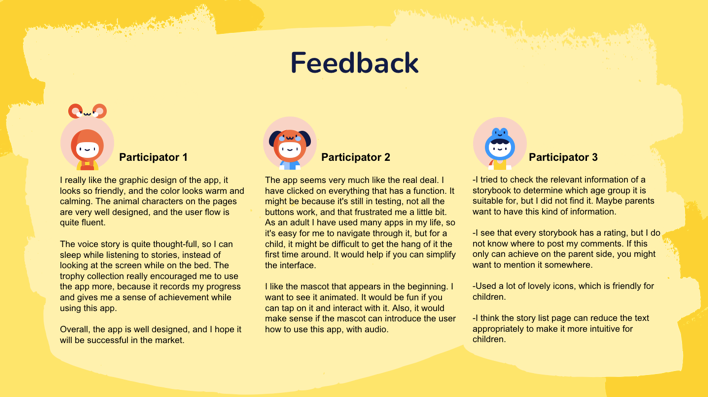 Feedback
Participator 1
I really like the graphic design of the app, it
looks so friendly, and the color looks warm and
calming. The animal characters on the pages
are very well designed, and the user flow is
quite fluent.
The voice story is quite thought-full, so I can
sleep while listening to stories, instead of
looking at the screen while on the bed. The
trophy collection really encouraged me to use
the app more, because it records my progress
and gives me a sense of achievement while
using this app.
Overall, the app is well designed, and I hope it
will be successful in the market.
Participator 2
The app seems very much like the real deal. I
have clicked on everything that has a function. It
might be because it's still in testing, not all the
buttons work, and that frustrated me a little bit.
As an adult I have used many apps in my life, so
it's easy for me to navigate through it, but for a
child, it might be difficult to get the hang of it the
first time around. It would help if you can simplify
the interface.
I like the mascot that appears in the beginning. I
want to see it animated. It would be fun if you
can tap on it and interact with it. Also, it would
make sense if the mascot can introduce the user
how to use this app, with audio.
Participator 3
-I tried to check the relevant information of a
storybook to determine which age group it is
suitable for, but I did not find it. Maybe parents
want to have this kind of information.
-I see that every storybook has a rating, but I do
not know where to post my comments. If this
only can achieve on the parent side, you might
want to mention it somewhere.
-Used a lot of lovely icons, which is friendly for
children.
-I think the story list page can reduce the text
appropriately to make it more intuitive for
children.